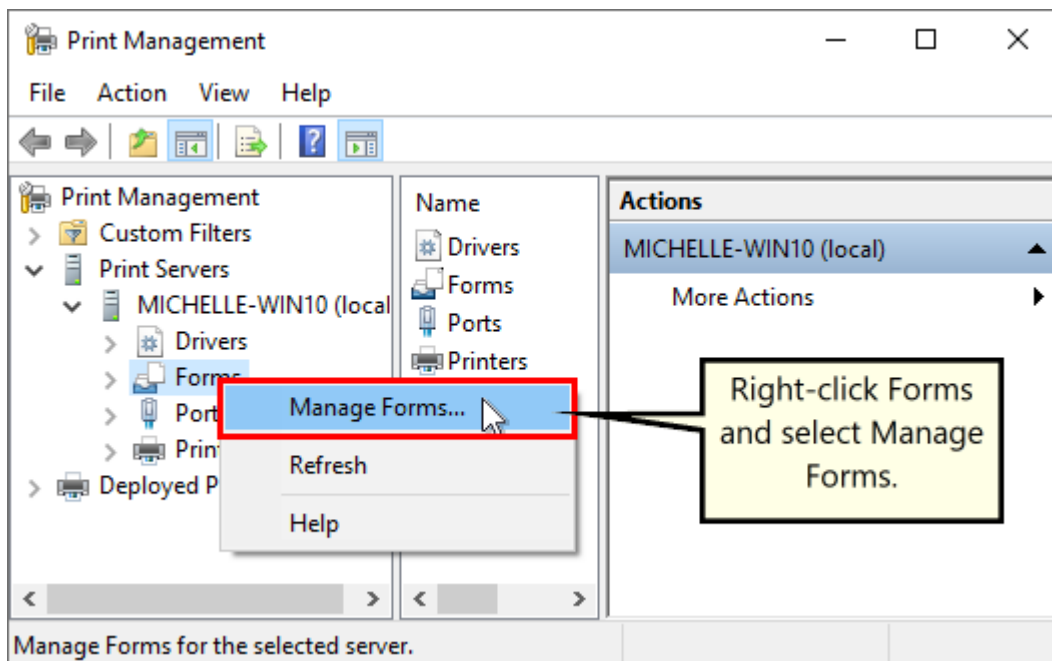 Print Management
File Action View Help
Print Management
Custom Filters
Print Servers
MICHELLE-WIN10 (local
Drivers
Forms
Port
Prin
Deployed P
Manage Forms...
Refresh
Help
Name
Drivers
Forms
Ports
Printers
Actions
MICHELLE-WIN10 (local)
More Actions
Right-click Forms
and select Manage
Forms.
Manage Forms for the selected server.